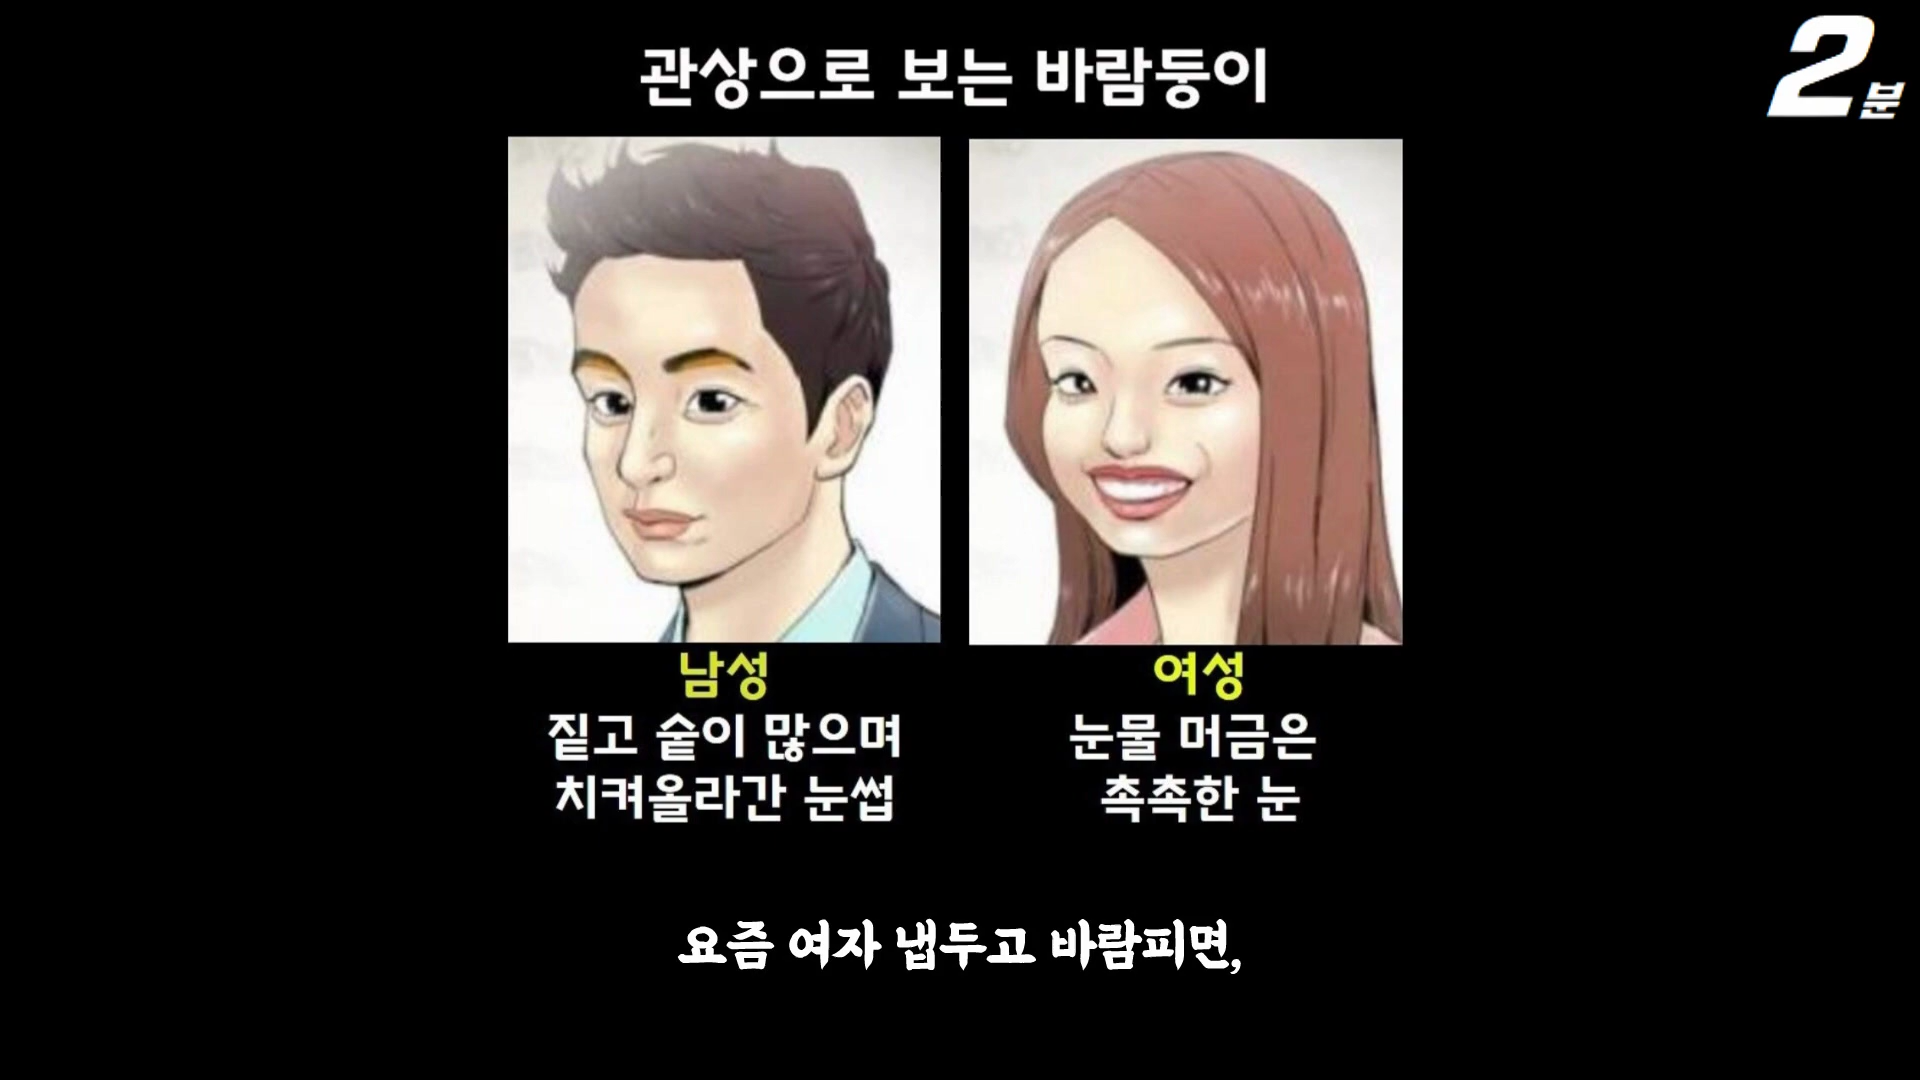 관상으로 보는 바람둥이
2분
남성
짙고 숱이 많으며
치켜올라간 눈썹
여성
눈물 머금은
촉촉한 눈
요즘 여자 냅두고 바람피면,